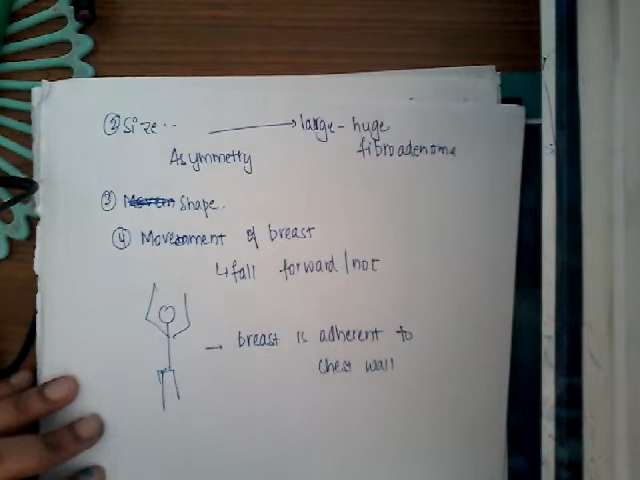 ② Size.. → large - huge
Asymmetry fibroadenoma
③ Shape.
④ Movement of breast
↳ fall forward / not
→ breast is adherent to
chest wall